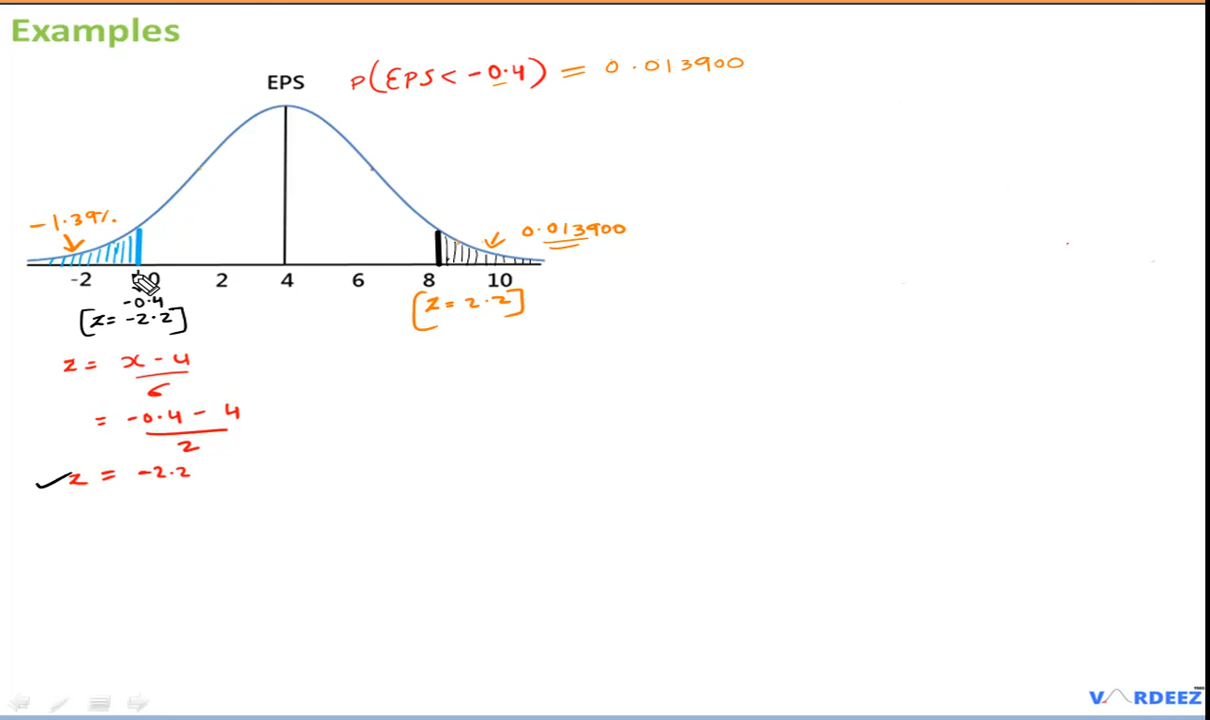 Examples
P(EPS < -0.4) = 0.013900
EPS
-1.39%
0.013900
-2 0 2 4 6 8 10
-0.4
[z = -2.2]
[z = 2.2]
z = x - 4
6
= -0.4 - 4
2
z = -2.2
VARDEEZ